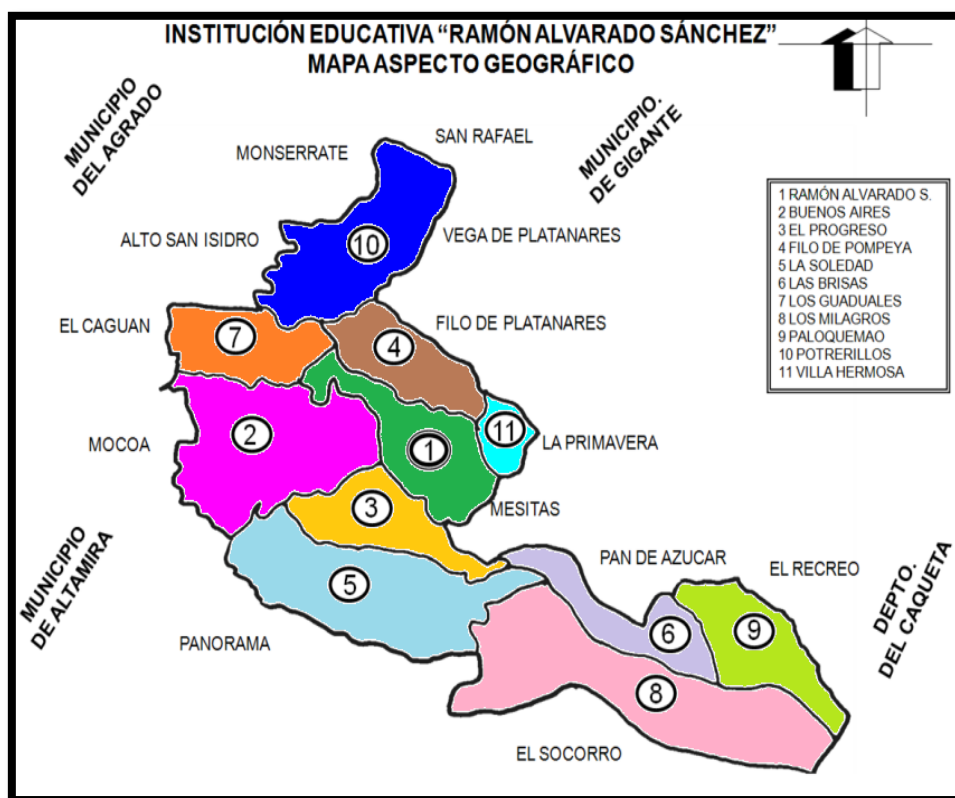 INSTITUCIÓN EDUCATIVA “RAMÓN ALVARADO SÁNCHEZ”
MAPA ASPECTO GEOGRÁFICO
MUNICIPIO
DEL AGRADO
MUNICIPIO.
DE GIGANTE
SAN RAFAEL
MONSERRATE
1 RAMÓN ALVARADO S.
2 BUENOS AIRES
3 EL PROGRESO
4 FILO DE POMPEYA
5 LA SOLEDAD
6 LAS BRISAS
7 LOS GUADUALES
8 LOS MILAGROS
9 PALOQUEMAO
10 POTRERILLOS
11 VILLA HERMOSA
ALTO SAN ISIDRO
10
VEGA DE PLATANARES
EL CAGUAN
7
4
FILO DE PLATANARES
MOCOA
2
1
11
LA PRIMAVERA
3
MESITAS
MUNICIPIO
DE ALTAMIRA
5
PAN DE AZUCAR
EL RECREO
DEPTO.
DEL CAQUETA
PANORAMA
6
9
8
EL SOCORRO